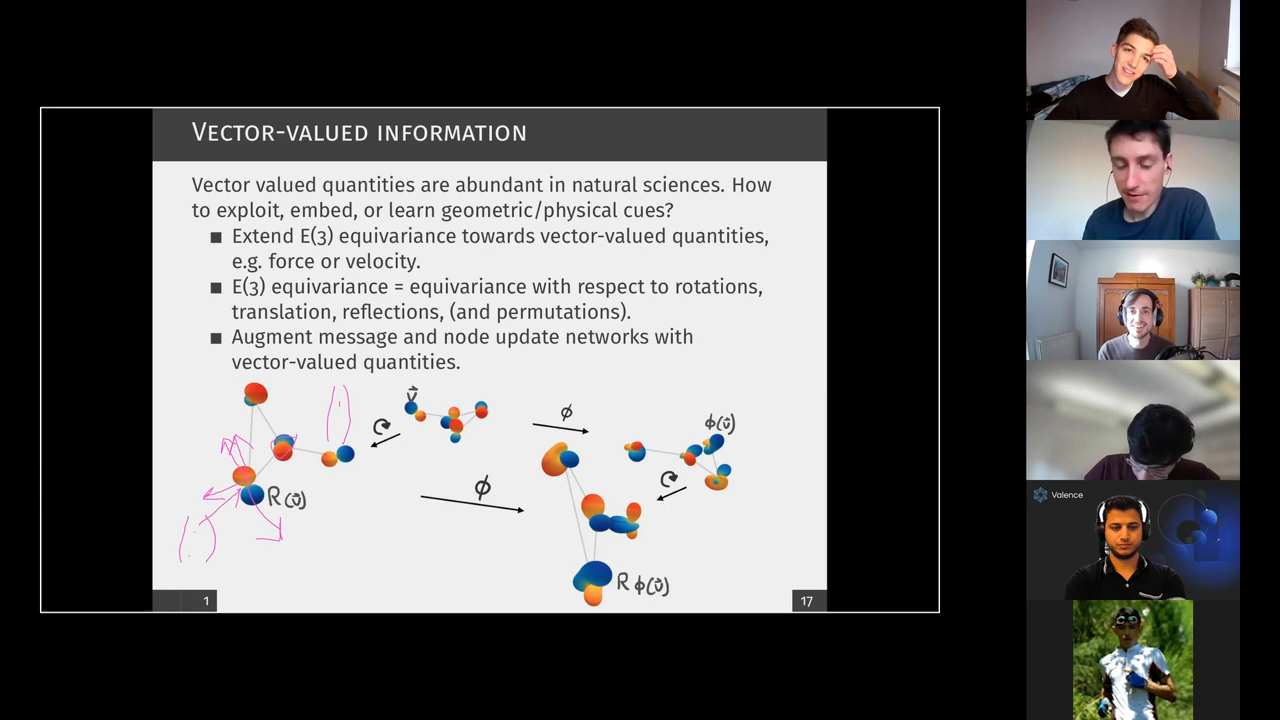 VECTOR-VALUED INFORMATION
Vector valued quantities are abundant in natural sciences. How
to exploit, embed, or learn geometric/physical cues?
■ Extend E(3) equivariance towards vector-valued quantities,
e.g. force or velocity.
■ E(3) equivariance = equivariance with respect to rotations,
translation, reflections, (and permutations).
■ Augment message and node update networks with
vector-valued quantities.
v⃗
ϕ
ϕ(v⃗)
R(v⃗)
ϕ
R ϕ(v⃗)
1
17
Valence